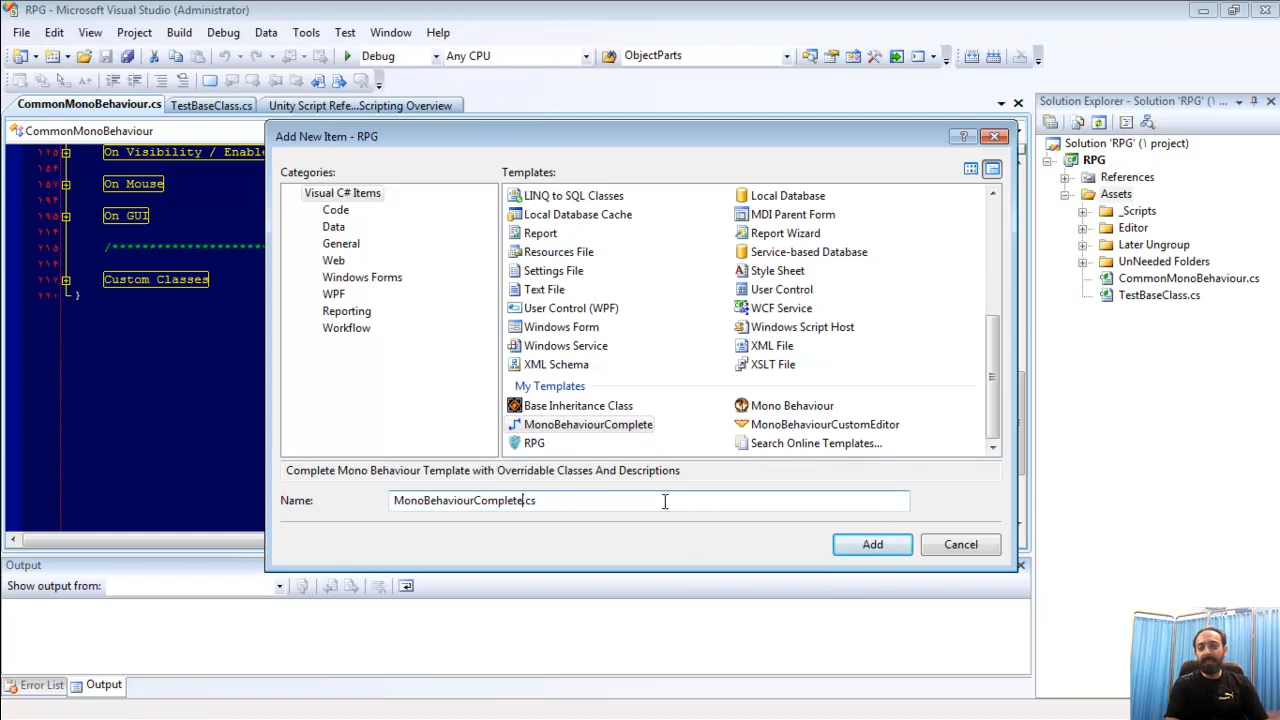 RPG - Microsoft Visual Studio (Administrator)
File Edit View Project Build Debug Data Tools Test Window Help
Debug Any CPU ObjectParts
CommonMonoBehaviour.cs TestBaseClass.cs Unity Script Refe...Scripting Overview
CommonMonoBehaviour
On Visibility / Enable
On Mouse
On GUI
/**********************
Custom Classes
}
Add New Item - RPG
Categories:
Visual C# Items
Code
Data
General
Web
Windows Forms
WPF
Reporting
Workflow
Templates:
LINQ to SQL Classes Local Database
Local Database Cache MDI Parent Form
Report Report Wizard
Resources File Service-based Database
Settings File Style Sheet
Text File User Control
User Control (WPF) WCF Service
Windows Form Windows Script Host
Windows Service XML File
XML Schema XSLT File
My Templates
Base Inheritance Class Mono Behaviour
MonoBehaviourComplete MonoBehaviourCustomEditor
RPG Search Online Templates...
Complete Mono Behaviour Template with Overridable Classes And Descriptions
Name: MonoBehaviourComplete.cs
Add Cancel
Solution Explorer - Solution 'RPG' (\ ...
Solution 'RPG' (\ project)
RPG
References
Assets
_Scripts
Editor
Later Ungroup
UnNeeded Folders
CommonMonoBehaviour.cs
TestBaseClass.cs
Output
Show output from:
Error List Output